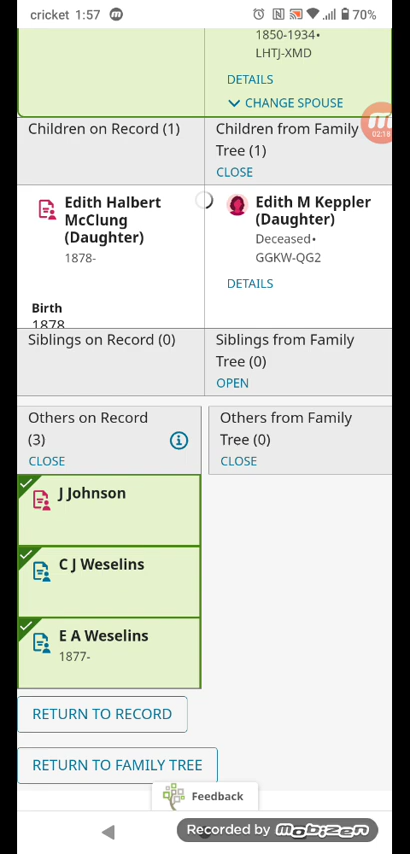 cricket 1:57
70%
1850-1934•
LHTJ-XMD
DETAILS
CHANGE SPOUSE
02:18
Children on Record (1)
Children from Family
Tree (1)
CLOSE
Edith Halbert
McClung
(Daughter)
1878-
Birth
1878
Edith M Keppler
(Daughter)
Deceased•
GGKW-QG2
DETAILS
Siblings on Record (0)
Siblings from Family
Tree (0)
OPEN
Others on Record
(3)
CLOSE
Others from Family
Tree (0)
CLOSE
J Johnson
C J Weselins
E A Weselins
1877-
RETURN TO RECORD
RETURN TO FAMILY TREE
Feedback
Recorded by mobizen